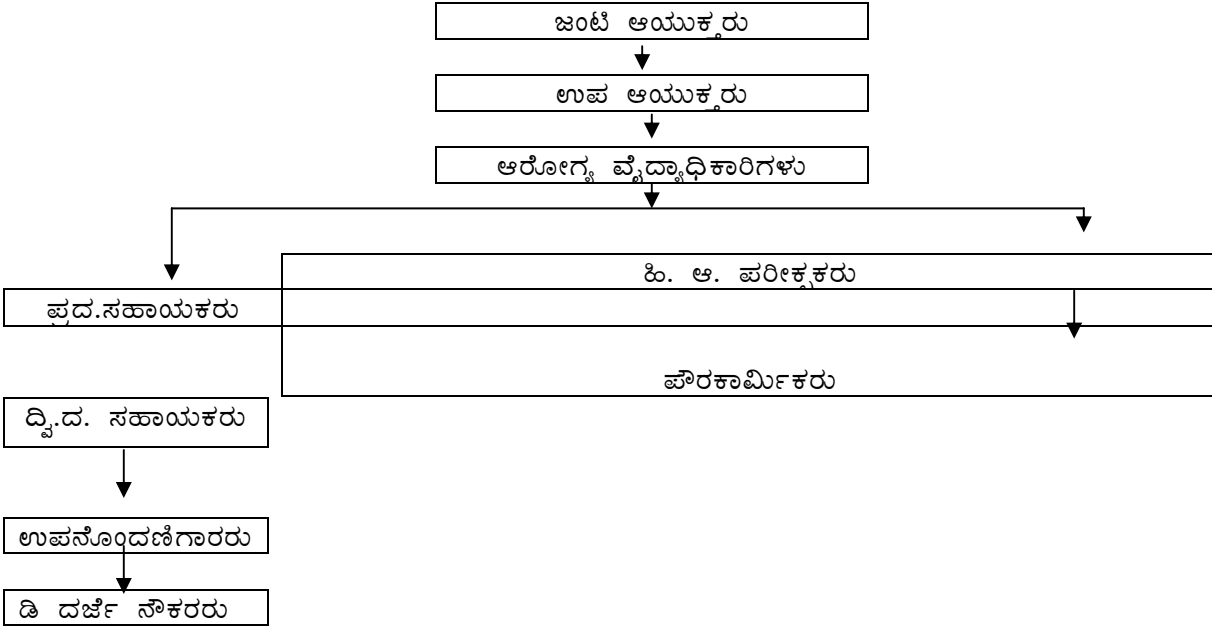 ಜಂಟಿ ಆಯುಕ್ತರು
ಉಪ ಆಯುಕ್ತರು
ಆರೋಗ್ಯ ವೈದ್ಯಾಧಿಕಾರಿಗಳು
ಹಿ. ಆ. ಪರೀಕ್ಷಕರು
ಪ್ರದ.ಸಹಾಯಕರು
ಪೌರಕಾರ್ಮಿಕರು
ದ್ವಿ.ದ. ಸಹಾಯಕರು
ಉಪನೊಂದಣಿಗಾರರು
ಡಿ ದರ್ಜೆ ನೌಕರರು